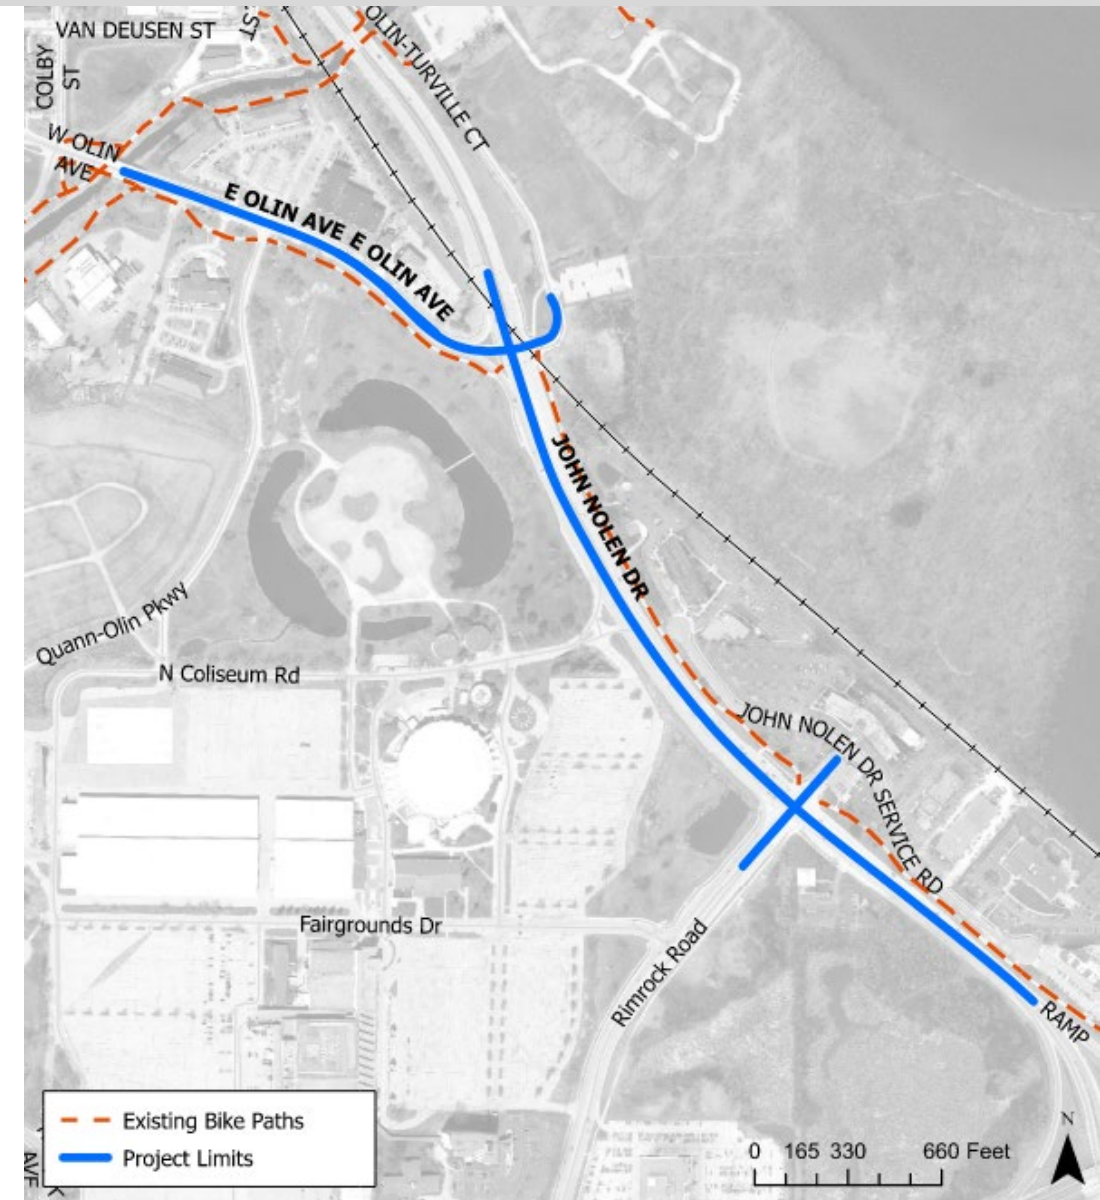 VAN DEUSEN ST
ST
COLBY
ST
OLIN-TURVILLE CT
W OLIN
AVE
E OLIN AVE E OLIN AVE
JOHN NOLEN DR
Quann-Olin Pkwy
N Coliseum Rd
JOHN NOLEN DR SERVICE RD
Fairgrounds Dr
Rimrock Road
RAMP
Existing Bike Paths
Project Limits
0 165 330 660 Feet
N
AVE